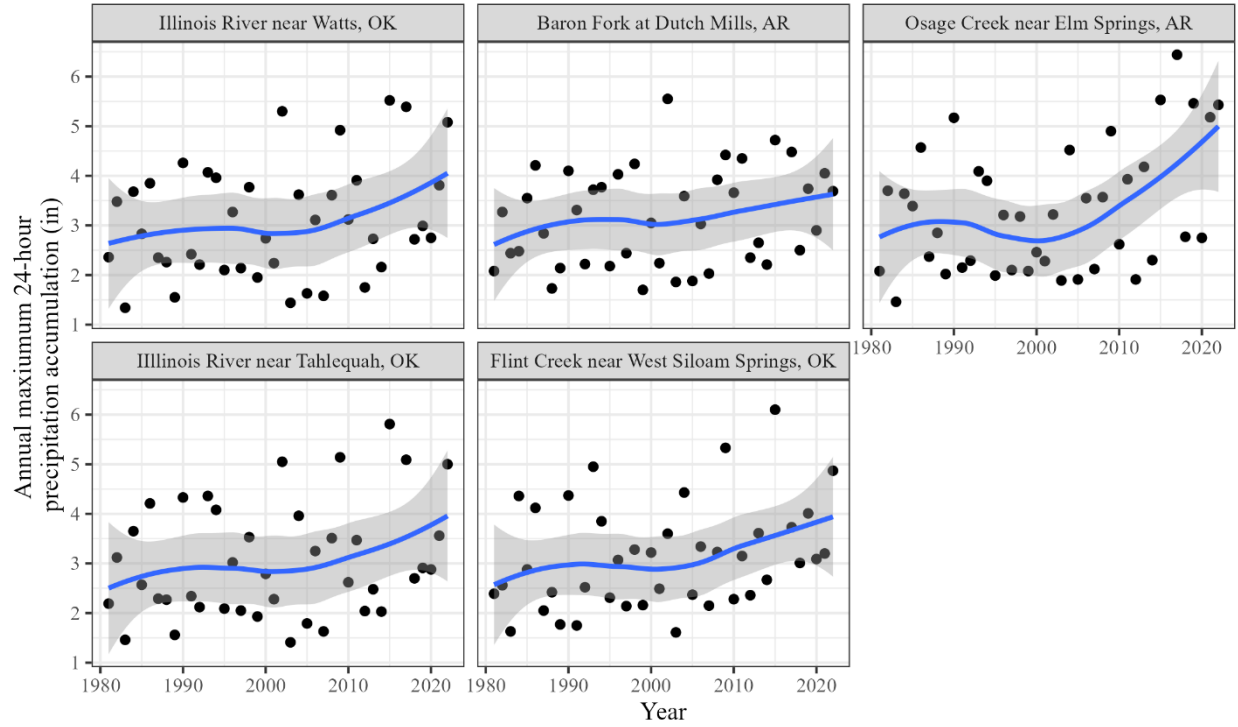 Illinois River near Watts, OK
Baron Fork at Dutch Mills, AR
Osage Creek near Elm Springs, AR
6
5
4
3
2
1
1980 1990 2000 2010 2020
IIllinois River near Tahlequah, OK
Flint Creek near West Siloam Springs, OK
6
5
4
3
2
1
1980 1990 2000 2010 2020
1980 1990 2000 2010 2020
Annual maxiumum 24-hour
precipitation accumulation (in)
Year